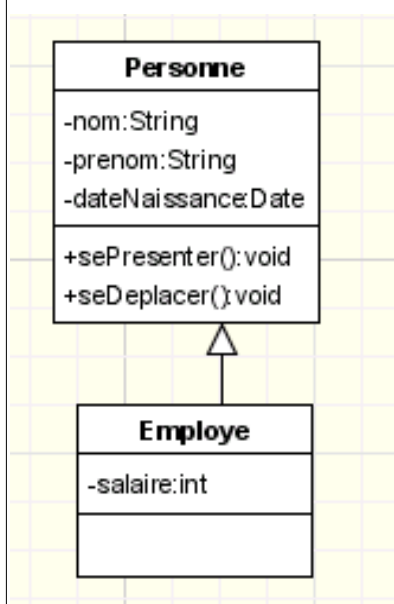 Personne
-nom:String
-prenom:String
-dateNaissance:Date
+sePresenter():void
+seDeplacer():void
Employe
-salaire:int